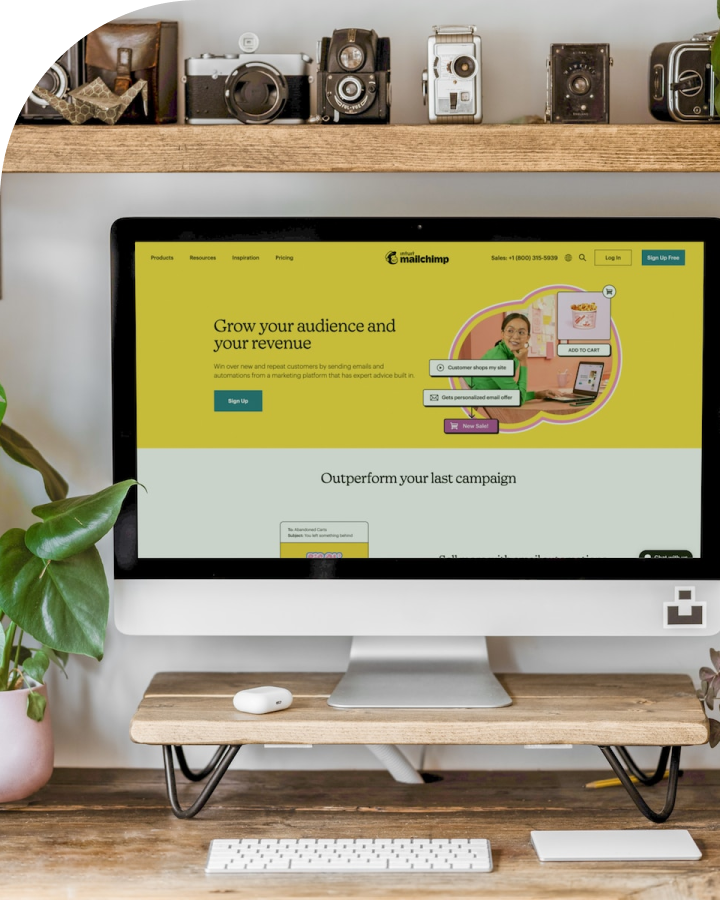 Products
Resources
Inspiration
Pricing
intuit
mailchimp
Sales: +1 (800) 315-5939
Log In
Sign Up Free
Grow your audience and
your revenue
Win over new and repeat customers by sending emails and
automations from a marketing platform that has expert advice built in.
Sign Up
ADD TO CART
Customer shops my site
Gets personalized email offer
New Sale!
Outperform your last campaign
Abandoned Carts
Subject: You left something behind
Chat with us